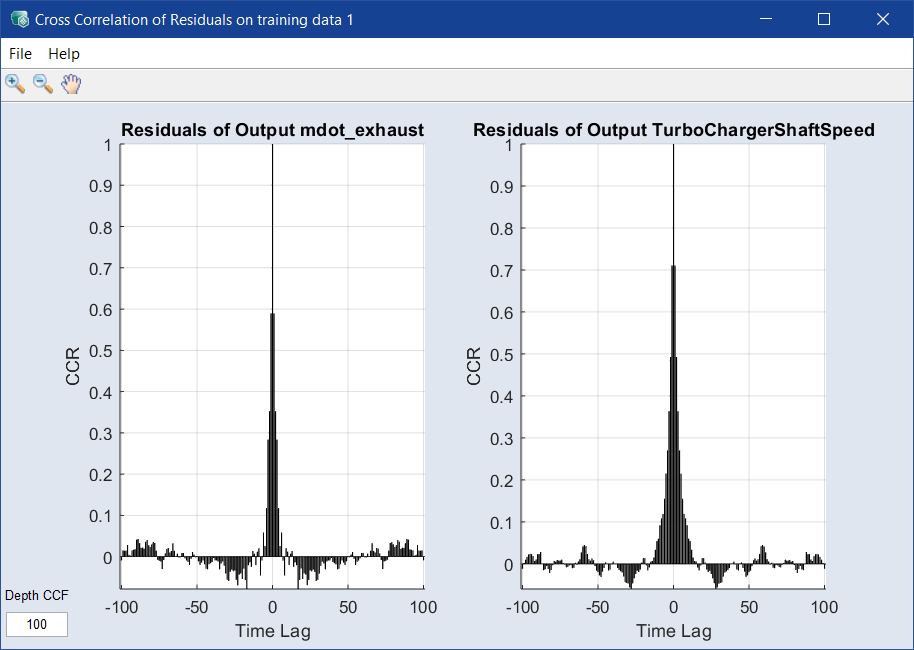 Cross Correlation of Residuals on training data 1
File Help
Residuals of Output mdot_exhaust
1
0.9
0.8
0.7
0.6
0.5
0.4
0.3
0.2
0.1
0
CCR
-100 -50 0 50 100
Time Lag
Residuals of Output TurboChargerShaftSpeed
1
0.9
0.8
0.7
0.6
0.5
0.4
0.3
0.2
0.1
0
CCR
-100 -50 0 50 100
Time Lag
Depth CCF
100